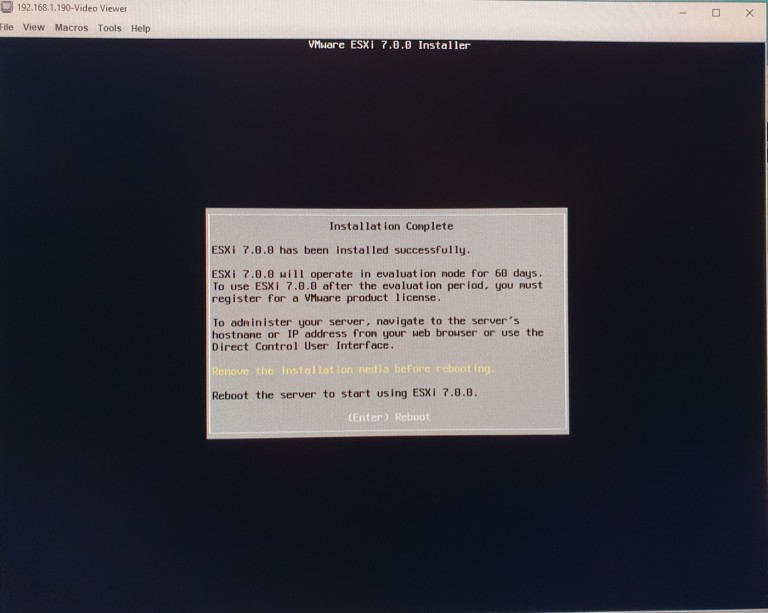 192.168.1.190-Video Viewer
File View Macros Tools Help
VMware ESXi 7.0.0 Installer
Installation Complete
ESXi 7.0.0 has been installed successfully.
ESXi 7.0.0 will operate in evaluation mode for 60 days.
To use ESXi 7.0.0 after the evaluation period, you must
register for a VMware product license.
To administer your server, navigate to the server's
hostname or IP address from your web browser or use the
Direct Control User Interface.
Remove the installation media before rebooting.
Reboot the server to start using ESXi 7.0.0.
(Enter) Reboot